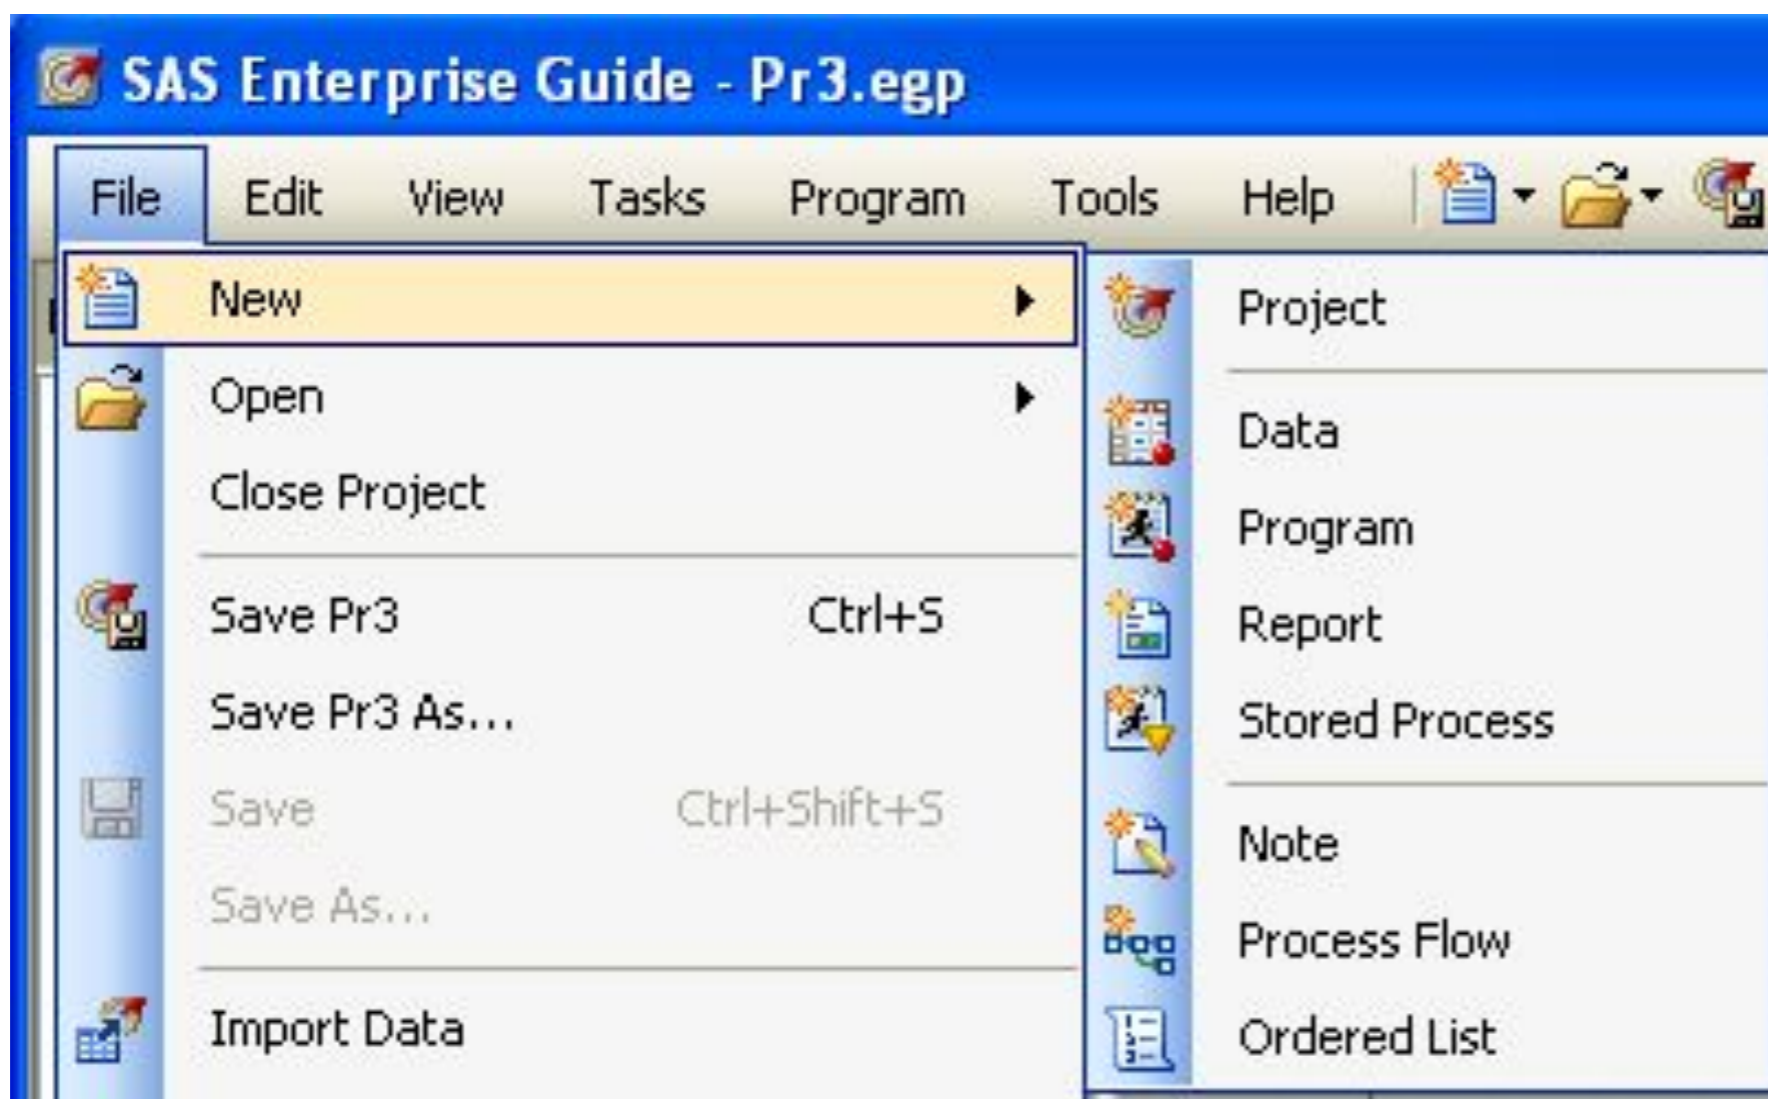 SAS Enterprise Guide - Pr3.egp
File Edit View Tasks Program Tools Help
New
Open
Close Project
Save Pr3 Ctrl+S
Save Pr3 As...
Save Ctrl+Shift+S
Save As...
Import Data
Project
Data
Program
Report
Stored Process
Note
Process Flow
Ordered List